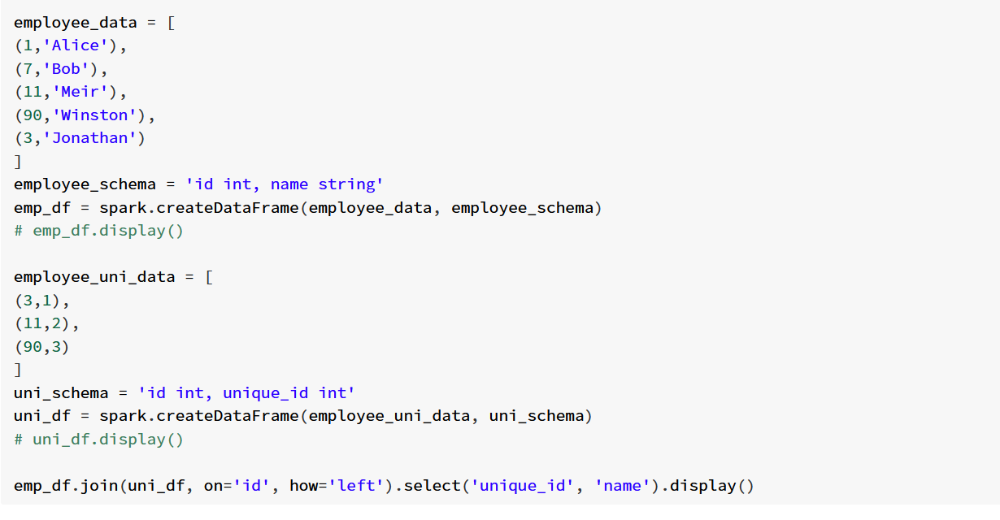 employee_data = [
(1,'Alice'),
(7,'Bob'),
(11,'Meir'),
(90,'Winston'),
(3,'Jonathan')
]
employee_schema = 'id int, name string'
emp_df = spark.createDataFrame(employee_data, employee_schema)
# emp_df.display()

employee_uni_data = [
(3,1),
(11,2),
(90,3)
]
uni_schema = 'id int, unique_id int'
uni_df = spark.createDataFrame(employee_uni_data, uni_schema)
# uni_df.display()

emp_df.join(uni_df, on='id', how='left').select('unique_id', 'name').display()